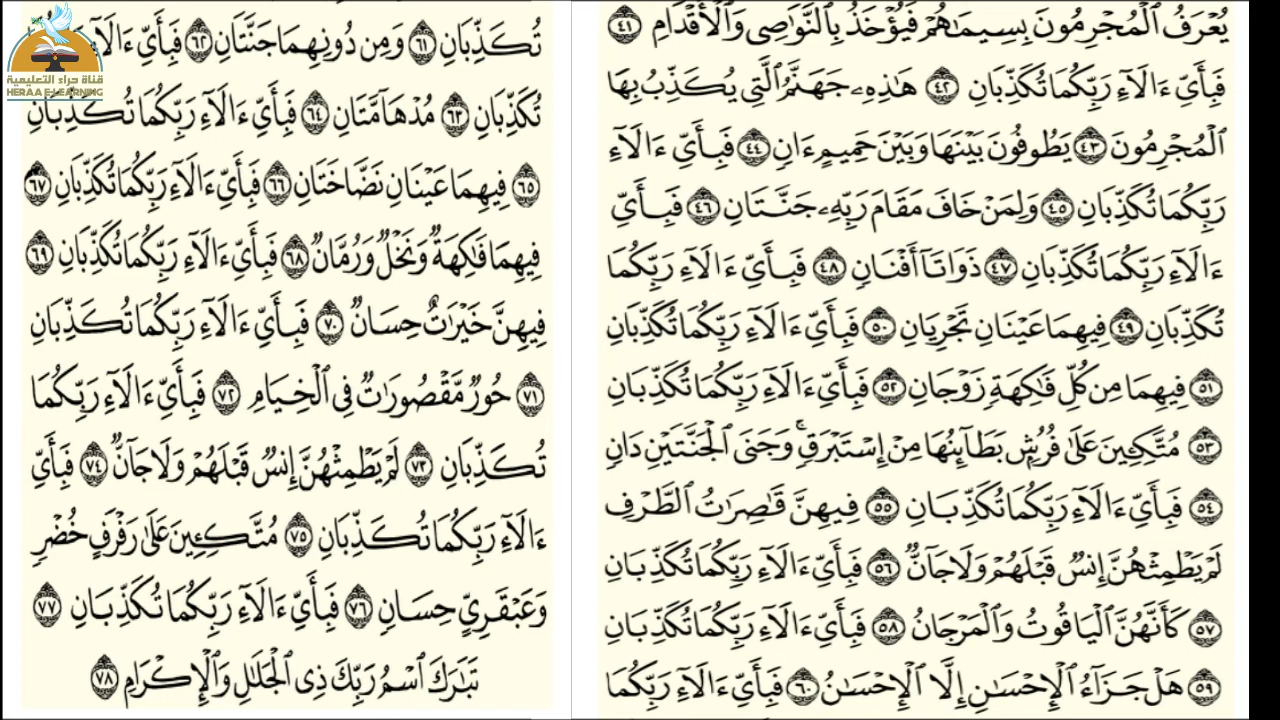 يُعْرَفُ ٱلْمُجْرِمُونَ بِسِيمَـٰهُمْ فَيُؤْخَذُ بِٱلنَّوَٰصِى وَٱلْأَقْدَامِ ٤١
فَبِأَىِّ ءَالَآءِ رَبِّكُمَا تُكَذِّبَانِ ٤٢ هَـٰذِهِۦ جَهَنَّمُ ٱلَّتِى يُكَذِّبُ بِهَا
ٱلْمُجْرِمُونَ ٤٣ يَطُوفُونَ بَيْنَهَا وَبَيْنَ حَمِيمٍ ءَانٍ ٤٤ فَبِأَىِّ ءَالَآءِ
رَبِّكُمَا تُكَذِّبَانِ ٤٥ وَلِمَنْ خَافَ مَقَامَ رَبِّهِۦ جَنَّتَانِ ٤٦ فَبِأَىِّ
ءَالَآءِ رَبِّكُمَا تُكَذِّبَانِ ٤٧ ذَوَاتَآ أَفْنَانٍ ٤٨ فَبِأَىِّ ءَالَآءِ رَبِّكُمَا
تُكَذِّبَانِ ٤٩ فِيهِمَا عَيْنَانِ تَجْرِيَانِ ٥٠ فَبِأَىِّ ءَالَآءِ رَبِّكُمَا تُكَذِّبَانِ
٥١ فِيهِمَا مِن كُلِّ فَـٰكِهَةٍ زَوْجَانِ ٥٢ فَبِأَىِّ ءَالَآءِ رَبِّكُمَا تُكَذِّبَانِ
٥٣ مُتَّكِـِٔينَ عَلَىٰ فُرُشٍۭ بَطَآئِنُهَا مِنْ إِسْتَبْرَقٍ ۚ وَجَنَى ٱلْجَنَّتَيْنِ دَانٍ
٥٤ فَبِأَىِّ ءَالَآءِ رَبِّكُمَا تُكَذِّبَانِ ٥٥ فِيهِنَّ قَـٰصِرَٰتُ ٱلطَّرْفِ
لَمْ يَطْمِثْهُنَّ إِنسٌ قَبْلَهُمْ وَلَا جَآنٌّ ٥٦ فَبِأَىِّ ءَالَآءِ رَبِّكُمَا تُكَذِّبَانِ
٥٧ كَأَنَّهُنَّ ٱلْيَاقُوتُ وَٱلْمَرْجَانُ ٥٨ فَبِأَىِّ ءَالَآءِ رَبِّكُمَا تُكَذِّبَانِ
٥٩ هَلْ جَزَآءُ ٱلْإِحْسَـٰنِ إِلَّا ٱلْإِحْسَـٰنُ ٦٠ فَبِأَىِّ ءَالَآءِ رَبِّكُمَا
تُكَذِّبَانِ ٦١ وَمِن دُونِهِمَا جَنَّتَانِ ٦٢ فَبِأَىِّ ءَالَآءِ
تُكَذِّبَانِ ٦٣ مُدْهَآمَّتَانِ ٦٤ فَبِأَىِّ ءَالَآءِ رَبِّكُمَا تُكَذِّبَانِ
٦٥ فِيهِمَا عَيْنَانِ نَضَّاخَتَانِ ٦٦ فَبِأَىِّ ءَالَآءِ رَبِّكُمَا تُكَذِّبَانِ ٦٧
فِيهِمَا فَـٰكِهَةٌ وَنَخْلٌ وَرُمَّانٌ ٦٨ فَبِأَىِّ ءَالَآءِ رَبِّكُمَا تُكَذِّبَانِ ٦٩
فِيهِنَّ خَيْرَٰتٌ حِسَانٌ ٧٠ فَبِأَىِّ ءَالَآءِ رَبِّكُمَا تُكَذِّبَانِ
٧١ حُورٌ مَّقْصُورَٰتٌ فِى ٱلْخِيَامِ ٧٢ فَبِأَىِّ ءَالَآءِ رَبِّكُمَا
تُكَذِّبَانِ ٧٣ لَمْ يَطْمِثْهُنَّ إِنسٌ قَبْلَهُمْ وَلَا جَآنٌّ ٧٤ فَبِأَىِّ
ءَالَآءِ رَبِّكُمَا تُكَذِّبَانِ ٧٥ مُتَّكِـِٔينَ عَلَىٰ رَفْرَفٍ خُضْرٍ
وَعَبْقَرِىٍّ حِسَانٍ ٧٦ فَبِأَىِّ ءَالَآءِ رَبِّكُمَا تُكَذِّبَانِ ٧٧
تَبَـٰرَكَ ٱسْمُ رَبِّكَ ذِى ٱلْجَلَـٰلِ وَٱلْإِكْرَامِ ٧٨
قناة حراء التعليمية
HERAA E-LEARNING